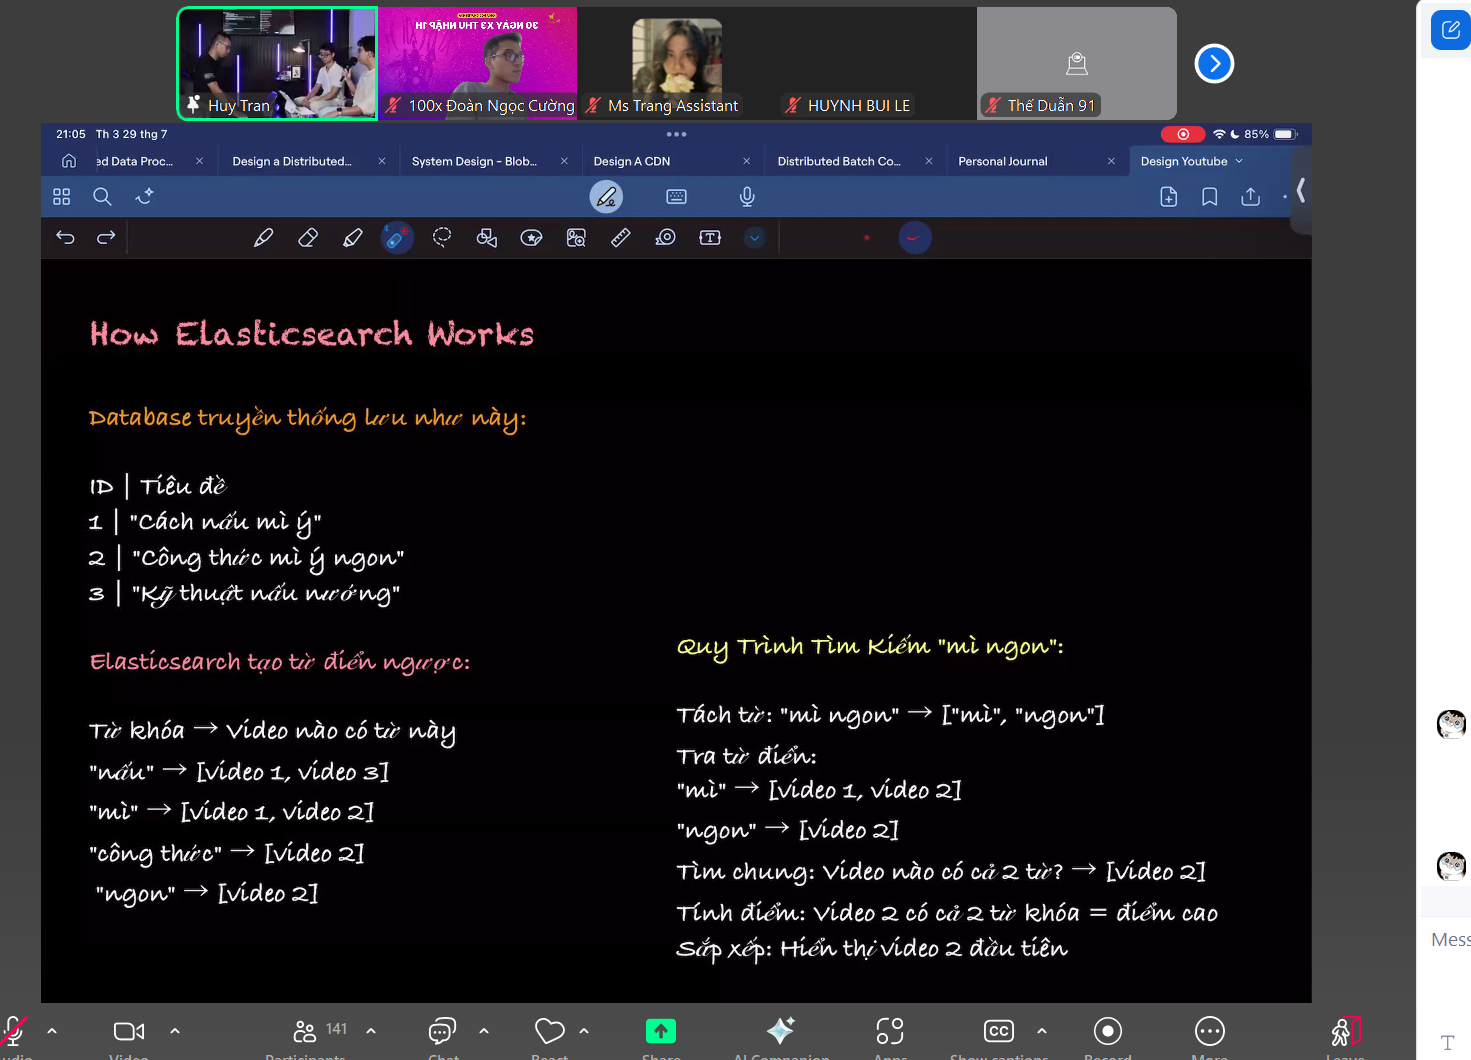 30 NGÀY X3 THU NHẬP
Huy Tran
100x Đoàn Ngọc Cường
Ms Trang Assistant
HUYNH BUI LE
Thế Duẫn 91
21:05 Th 3 29 thg 7
85%
ed Data Proc...
Design a Distributed...
System Design - Blob...
Design A CDN
Distributed Batch Co...
Personal Journal
Design Youtube
How Elasticsearch Works
Database truyền thống lưu như này:
ID | Tiêu đề
1 | "Cách nấu mì ý"
2 | "Công thức mì ý ngon"
3 | "Kỹ thuật nấu nướng"
Elasticsearch tạo từ điển ngược:
Từ khóa → Video nào có từ này
"nấu" → [video 1, video 3]
"mì" → [video 1, video 2]
"công thức" → [video 2]
"ngon" → [video 2]
Quy Trình Tìm Kiếm "mì ngon":
Tách từ: "mì ngon" → ["mì", "ngon"]
Tra từ điển:
"mì" → [video 1, video 2]
"ngon" → [video 2]
Tìm chung: Video nào có cả 2 từ? → [video 2]
Tính điểm: Video 2 có cả 2 từ khóa = điểm cao
Sắp xếp: Hiển thị video 2 đầu tiên
Mess
udio
Video
141
Participants
Chat
React
Share
AI Companion
Apps
CC
Show captions
Record
More
Leave